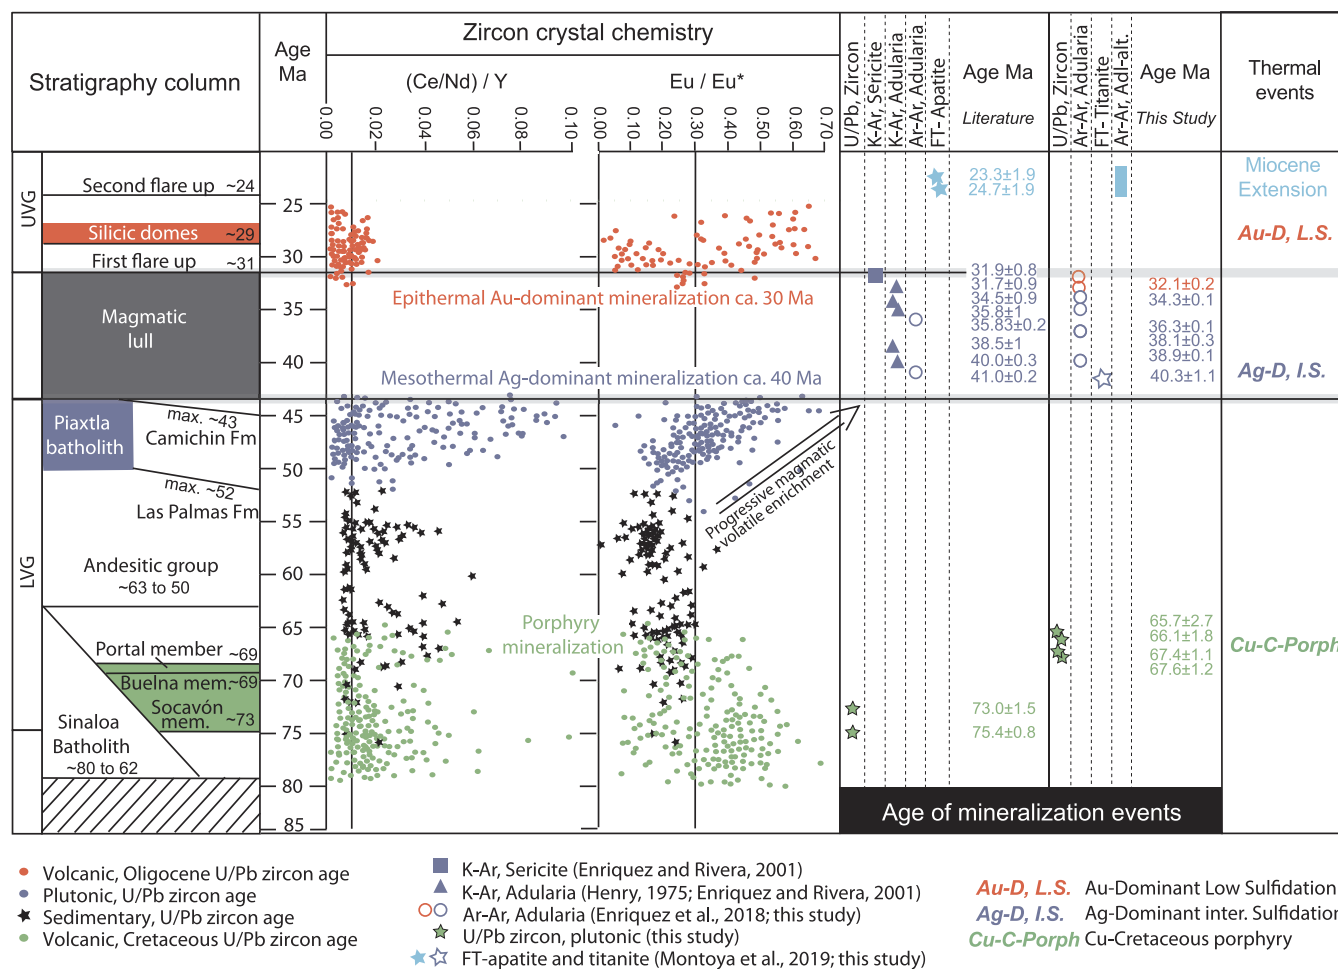 Stratigraphy column
Age
Ma
Zircon crystal chemistry
(Ce/Nd) / Y
Eu / Eu*
0.00
0.02
0.04
0.06
0.08
0.10
0.00
0.10
0.20
0.30
0.40
0.50
0.60
0.70
U/Pb, Zircon
K-Ar, Sericite
K-Ar, Adularia
Ar-Ar, Adularia
FT- Apatite
Age Ma
Literature
U/Pb, Zircon
Ar-Ar, Adularia
FT- Titanite
Ar-Ar, Adl-alt.
Age Ma
This Study
Thermal
events
UVG
Second flare up ~24
Silicic domes ~29
First flare up ~31
Magmatic
lull
LVG
Piaxtla
batholith
max. ~43
Camichin Fm
max. ~52
Las Palmas Fm
Andesitic group
~63 to 50
Portal member ~69
Buelna mem. ~69
Socavón
mem. ~73
Sinaloa
Batholith
~80 to 62
25
30
35
40
45
50
55
60
65
70
75
80
85
Epithermal Au-dominant mineralization ca. 30 Ma
Mesothermal Ag-dominant mineralization ca. 40 Ma
Progressive magmatic
volatile enrichment
Porphyry
mineralization
23.3±1.9
24.7±1.9
31.9±0.8
31.7±0.9
34.5±0.9
35.8±1
35.83±0.2
38.5±1
40.0±0.3
41.0±0.2
73.0±1.5
75.4±0.8
32.1±0.2
34.3±0.1
36.3±0.1
38.1±0.3
38.9±0.1
40.3±1.1
65.7±2.7
66.1±1.8
67.4±1.1
67.6±1.2
Miocene
Extension
Au-D, L.S.
Ag-D, I.S.
Cu-C-Porph
Age of mineralization events
Volcanic, Oligocene U/Pb zircon age
Plutonic, U/Pb zircon age
Sedimentary, U/Pb zircon age
Volcanic, Cretaceous U/Pb zircon age
K-Ar, Sericite (Enriquez and Rivera, 2001)
K-Ar, Adularia (Henry, 1975; Enriquez and Rivera, 2001)
Ar-Ar, Adularia (Enriquez et al., 2018; this study)
U/Pb zircon, plutonic (this study)
FT-apatite and titanite (Montoya et al., 2019; this study)
Au-D, L.S. Au-Dominant Low Sulfidation
Ag-D, I.S. Ag-Dominant inter. Sulfidation
Cu-C-Porph Cu-Cretaceous porphyry